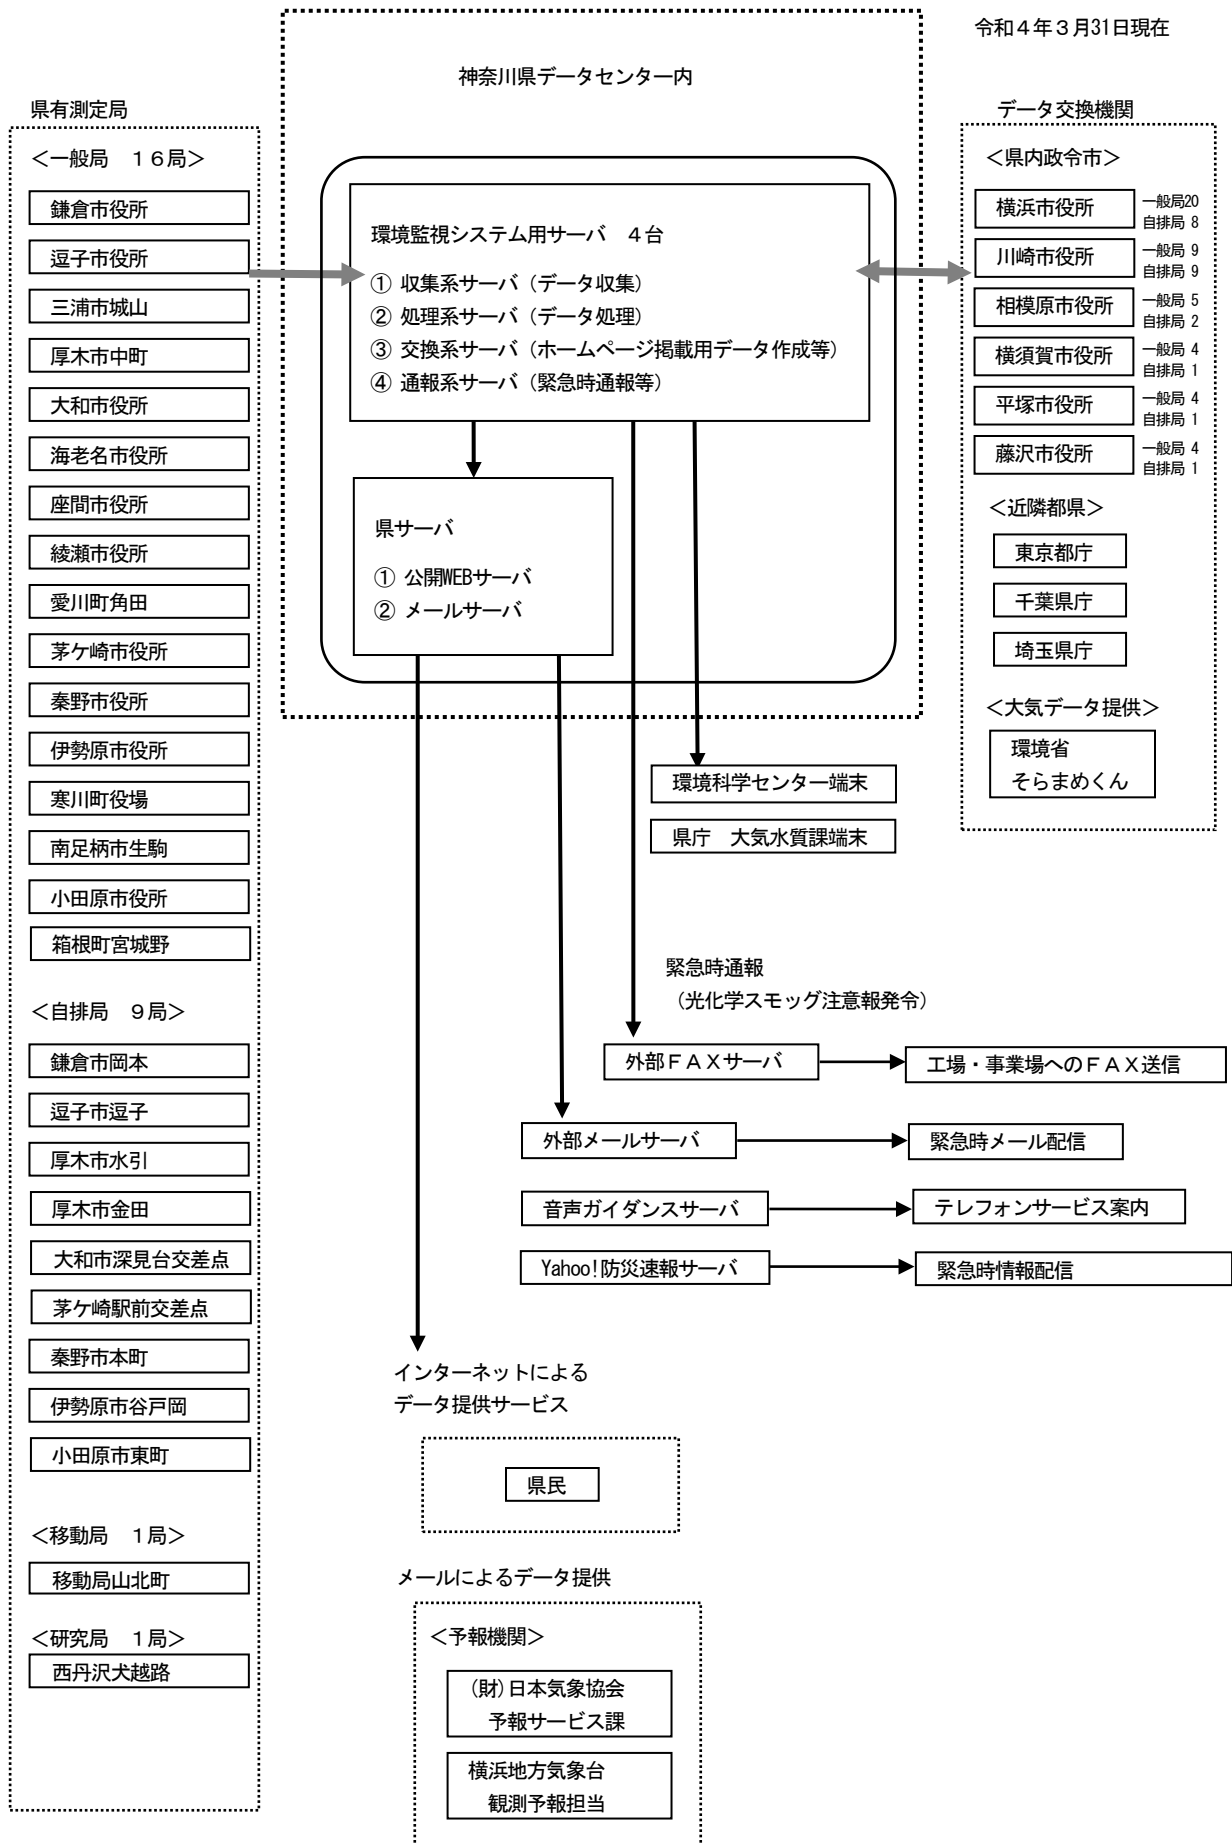 令和４年３月31日現在
神奈川県データセンター内
県有測定局
＜一般局　１６局＞
鎌倉市役所
逗子市役所
三浦市城山
厚木市中町
大和市役所
海老名市役所
座間市役所
綾瀬市役所
愛川町角田
茅ケ崎市役所
秦野市役所
伊勢原市役所
寒川町役場
南足柄市生駒
小田原市役所
箱根町宮城野
＜自排局　９局＞
鎌倉市岡本
逗子市逗子
厚木市水引
厚木市金田
大和市深見台交差点
茅ケ崎駅前交差点
秦野市本町
伊勢原市谷戸岡
小田原市東町
＜移動局　１局＞
移動局山北町
＜研究局　１局＞
西丹沢犬越路
環境監視システム用サーバ　４台
① 収集系サーバ（データ収集）
② 処理系サーバ（データ処理）
③ 交換系サーバ（ホームページ掲載用データ作成等）
④ 通報系サーバ（緊急時通報等）
県サーバ
① 公開WEBサーバ
② メールサーバ
データ交換機関
＜県内政令市＞
横浜市役所
一般局20
自排局 8
川崎市役所
一般局 9
自排局 9
相模原市役所
一般局 5
自排局 2
横須賀市役所
一般局 4
自排局 1
平塚市役所
一般局 4
自排局 1
藤沢市役所
一般局 4
自排局 1
＜近隣都県＞
東京都庁
千葉県庁
埼玉県庁
＜大気データ提供＞
環境省
そらまめくん
環境科学センター端末
県庁　大気水質課端末
緊急時通報
（光化学スモッグ注意報発令）
外部ＦＡＸサーバ
工場・事業場へのＦＡＸ送信
外部メールサーバ
緊急時メール配信
音声ガイダンスサーバ
テレフォンサービス案内
Yahoo!防災速報サーバ
緊急時情報配信
インターネットによる
データ提供サービス
県民
メールによるデータ提供
＜予報機関＞
(財)日本気象協会
予報サービス課
横浜地方気象台
観測予報担当